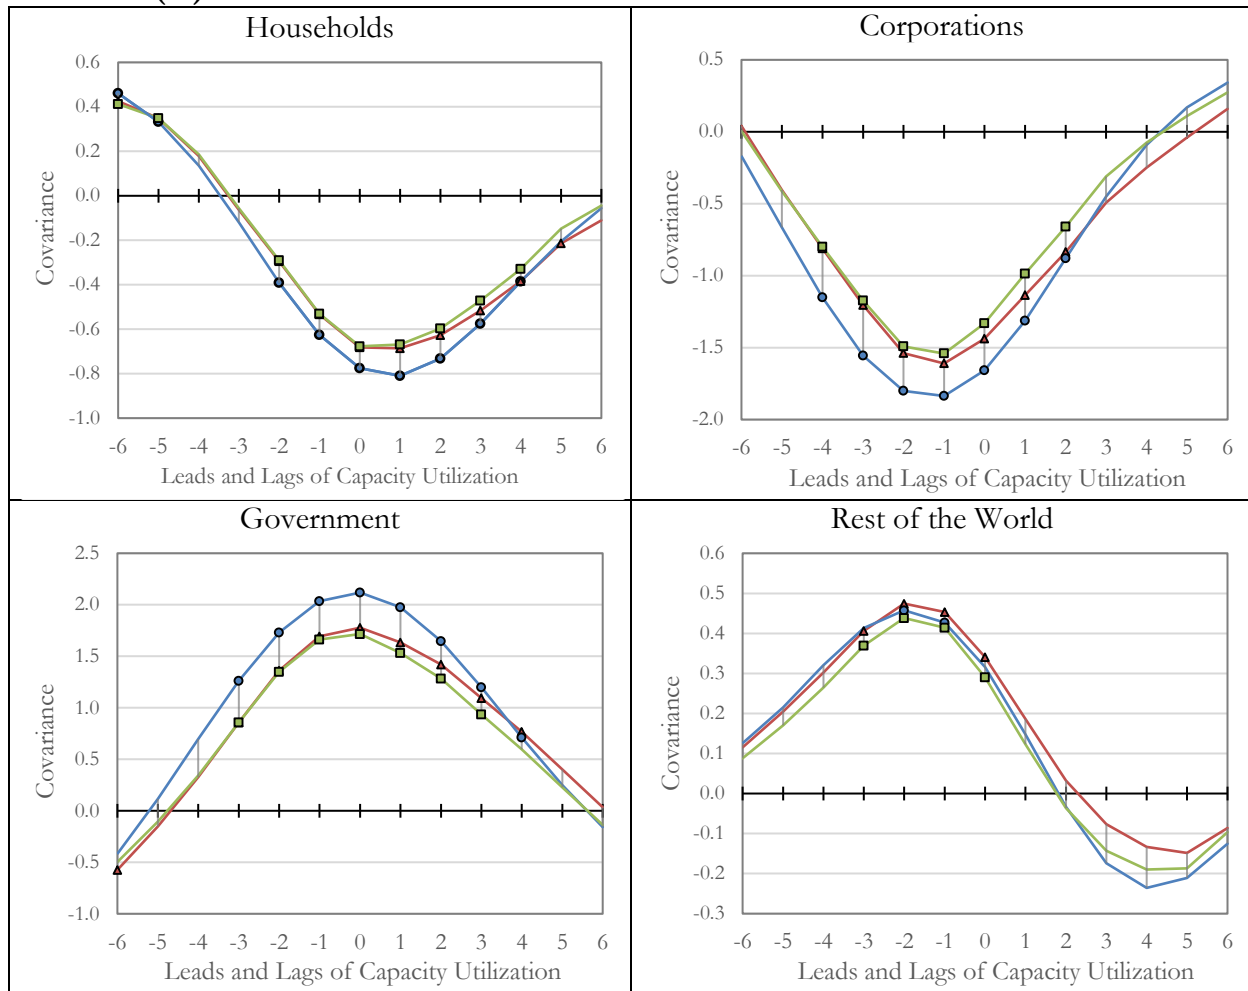 Households
0.6
0.4
0.2
0.0
-0.2
-0.4
-0.6
-0.8
-1.0
Covariance
-6 -5 -4 -3 -2 -1 0 1 2 3 4 5 6
Leads and Lags of Capacity Utilization
Corporations
0.5
0.0
-0.5
-1.0
-1.5
-2.0
Covariance
-6 -5 -4 -3 -2 -1 0 1 2 3 4 5 6
Leads and Lags of Capacity Utilization
Government
2.5
2.0
1.5
1.0
0.5
0.0
-0.5
-1.0
Covariance
-6 -5 -4 -3 -2 -1 0 1 2 3 4 5 6
Leads and Lags of Capacity Utilization
Rest of the World
0.6
0.5
0.4
0.3
0.2
0.1
0.0
-0.1
-0.2
-0.3
Covariance
-6 -5 -4 -3 -2 -1 0 1 2 3 4 5 6
Leads and Lags of Capacity Utilization